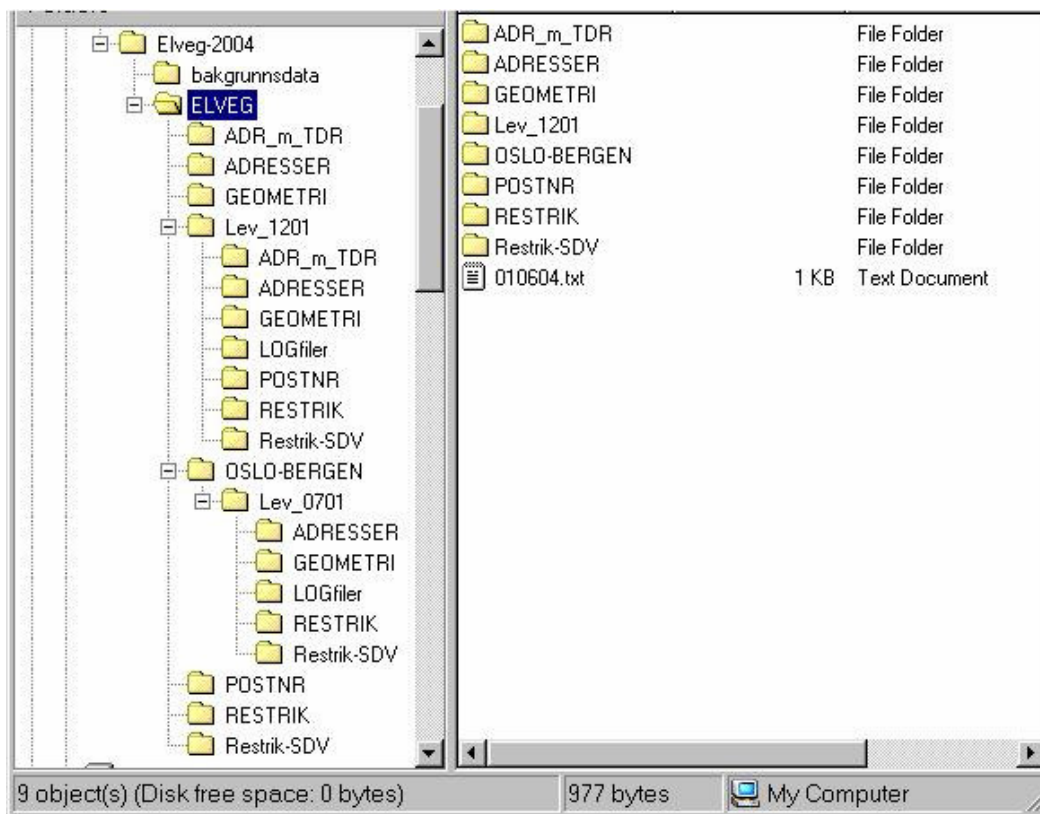 Elveg-2004
bakgrunnsdata
ELVEG
ADR_m_TDR
ADRESSER
GEOMETRI
Lev_1201
ADR_m_TDR
ADRESSER
GEOMETRI
LOGfiler
POSTNR
RESTRIK
Restrik-SDV
OSLO-BERGEN
Lev_0701
ADRESSER
GEOMETRI
LOGfiler
RESTRIK
Restrik-SDV
POSTNR
RESTRIK
Restrik-SDV
ADR_m_TDR File Folder
ADRESSER File Folder
GEOMETRI File Folder
Lev_1201 File Folder
OSLO-BERGEN File Folder
POSTNR File Folder
RESTRIK File Folder
Restrik-SDV File Folder
010604.txt 1 KB Text Document
9 object(s) (Disk free space: 0 bytes) 977 bytes My Computer